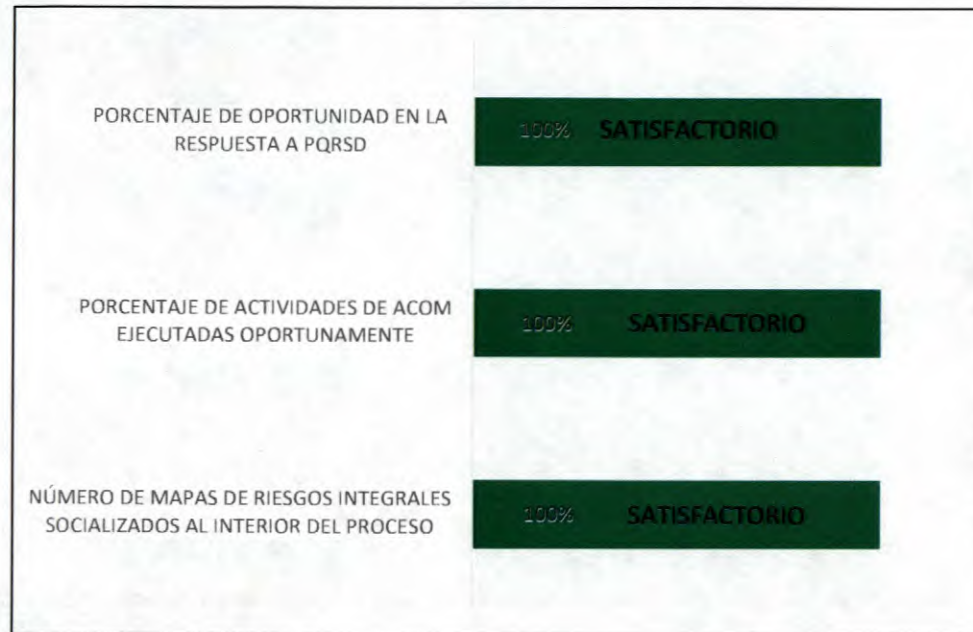 PORCENTAJE DE OPORTUNIDAD EN LA
RESPUESTA A PQRSD
100% SATISFACTORIO
PORCENTAJE DE ACTIVIDADES DE ACOM
EJECUTADAS OPORTUNAMENTE
100% SATISFACTORIO
NÚMERO DE MAPAS DE RIESGOS INTEGRALES
SOCIALIZADOS AL INTERIOR DEL PROCESO
100% SATISFACTORIO